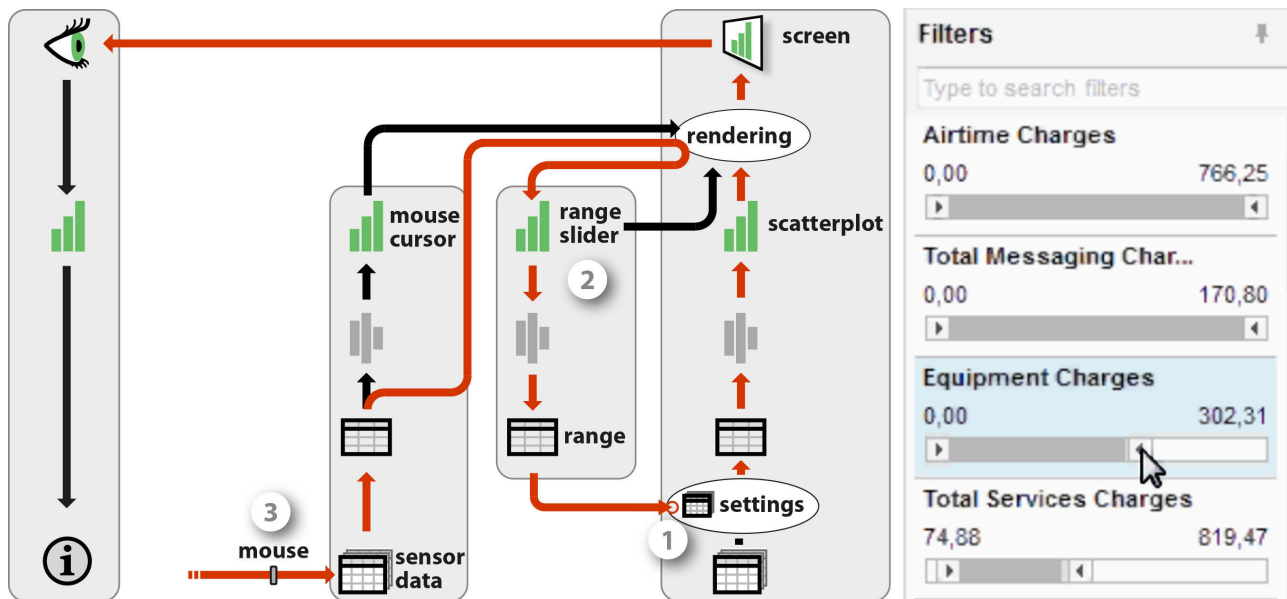 screen
rendering
mouse
cursor
range
slider
scatterplot
2
range
settings
1
3
mouse
sensor
data
i
Filters
Type to search filters
Airtime Charges
0,00 766,25
Total Messaging Char...
0,00 170,80
Equipment Charges
0,00 302,31
Total Services Charges
74,88 819,47